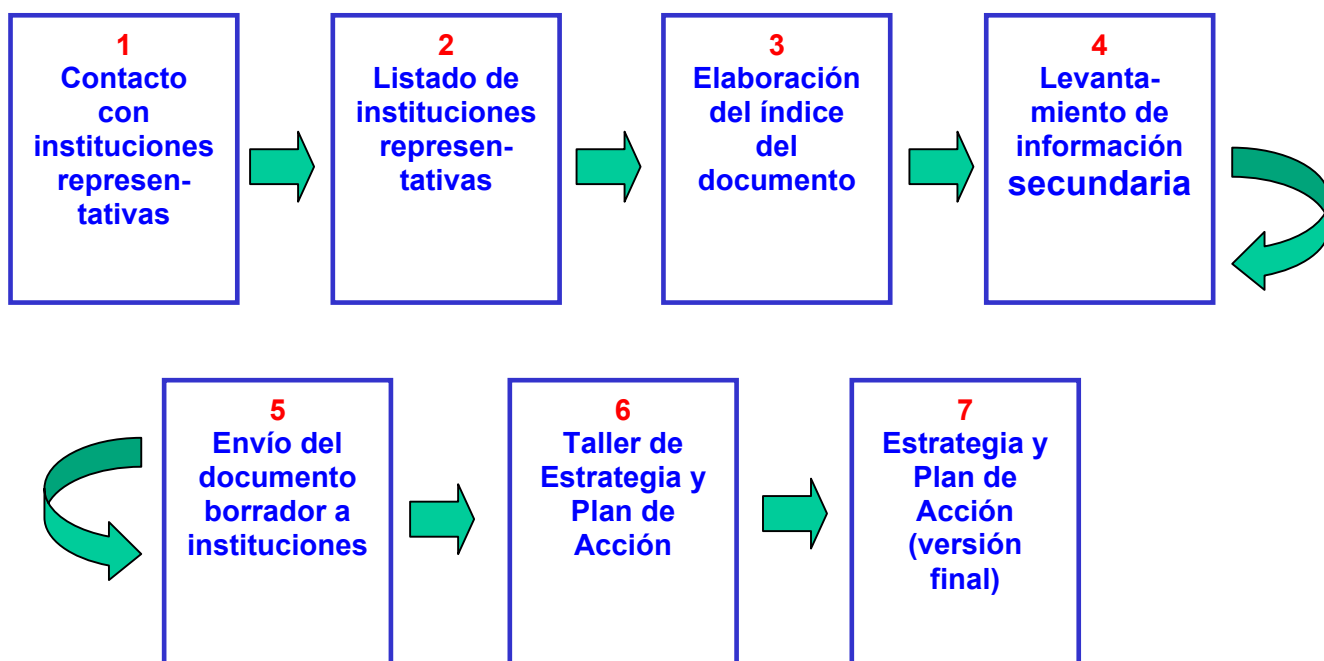 1
Contacto
con
instituciones
represen-
tativas
2
Listado de
instituciones
represen-
tativas
3
Elaboración
del índice
del
documento
4
Levanta-
miento de
información
secundaria
5
Envío del
documento
borrador a
instituciones
6
Taller de
Estrategia y
Plan de
Acción
7
Estrategia y
Plan de
Acción
(versión
final)